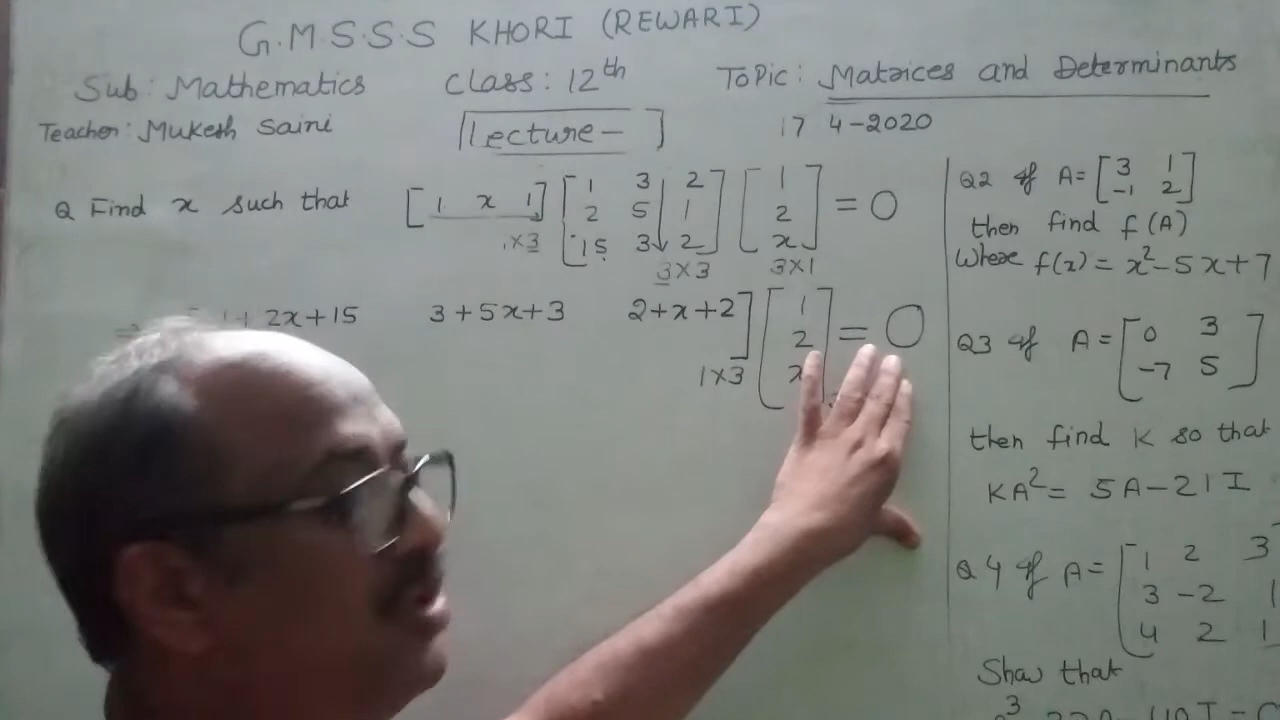 G.M.S.S.S KHORI (REWARI)
Sub: Mathematics Class: 12th Topic: Matrices and Determinants
Teacher: Mukesh Saini Lecture- 17 4-2020
Q Find x such that [1 x 1] [1 3 2 [1 = 0
2 5 1 2
15 3 2] x]
1×3 3×3 3×1
1+2x+15 3+5x+3 2+x+2] [1 = 0
2
1×3 x
Q2 If A= [3 1
-1 2]
then find f(A)
Where f(x) = x²-5x+7
Q3 If A= [0 3
-7 5]
then find K so that
KA²= 5A-21I
Q4 If A= [1 2 3
3 -2 1
4 2 1
Show that